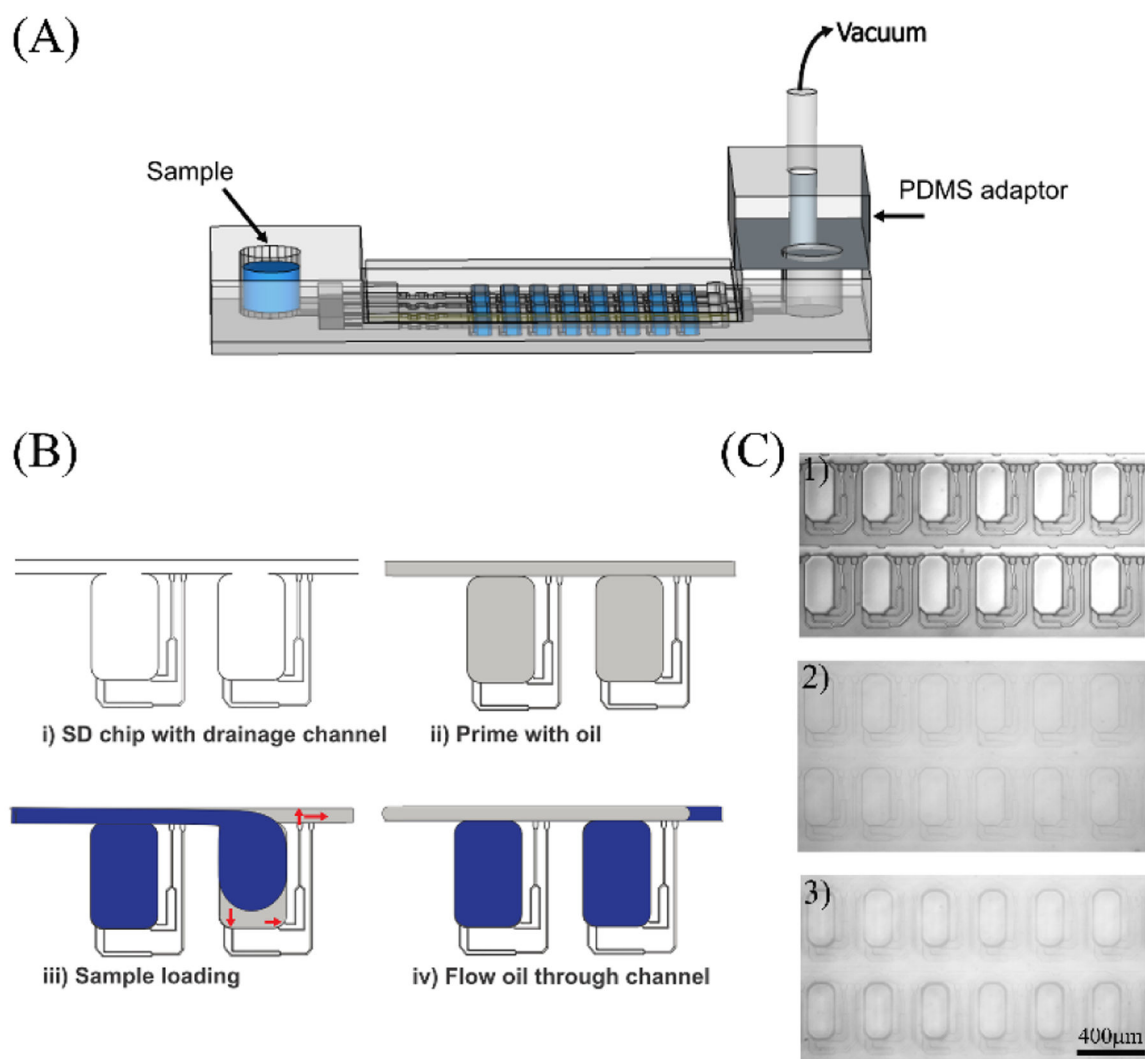 (A)
Vacuum
Sample
PDMS adaptor
(B)
(C)
1)
i) SD chip with drainage channel
ii) Prime with oil
2)
iii) Sample loading
iv) Flow oil through channel
3)
400μm